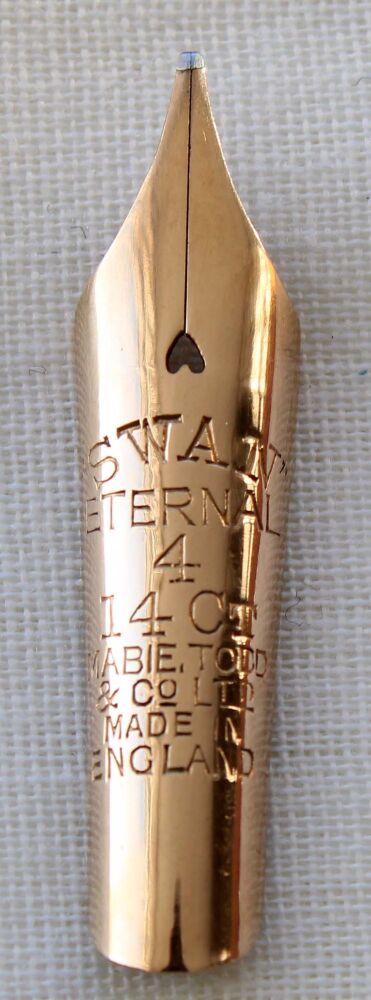 "SWAN"
ETERNAL
4
14 CT
MABIE, TODD
& CO LTD
MADE IN
ENGLAND